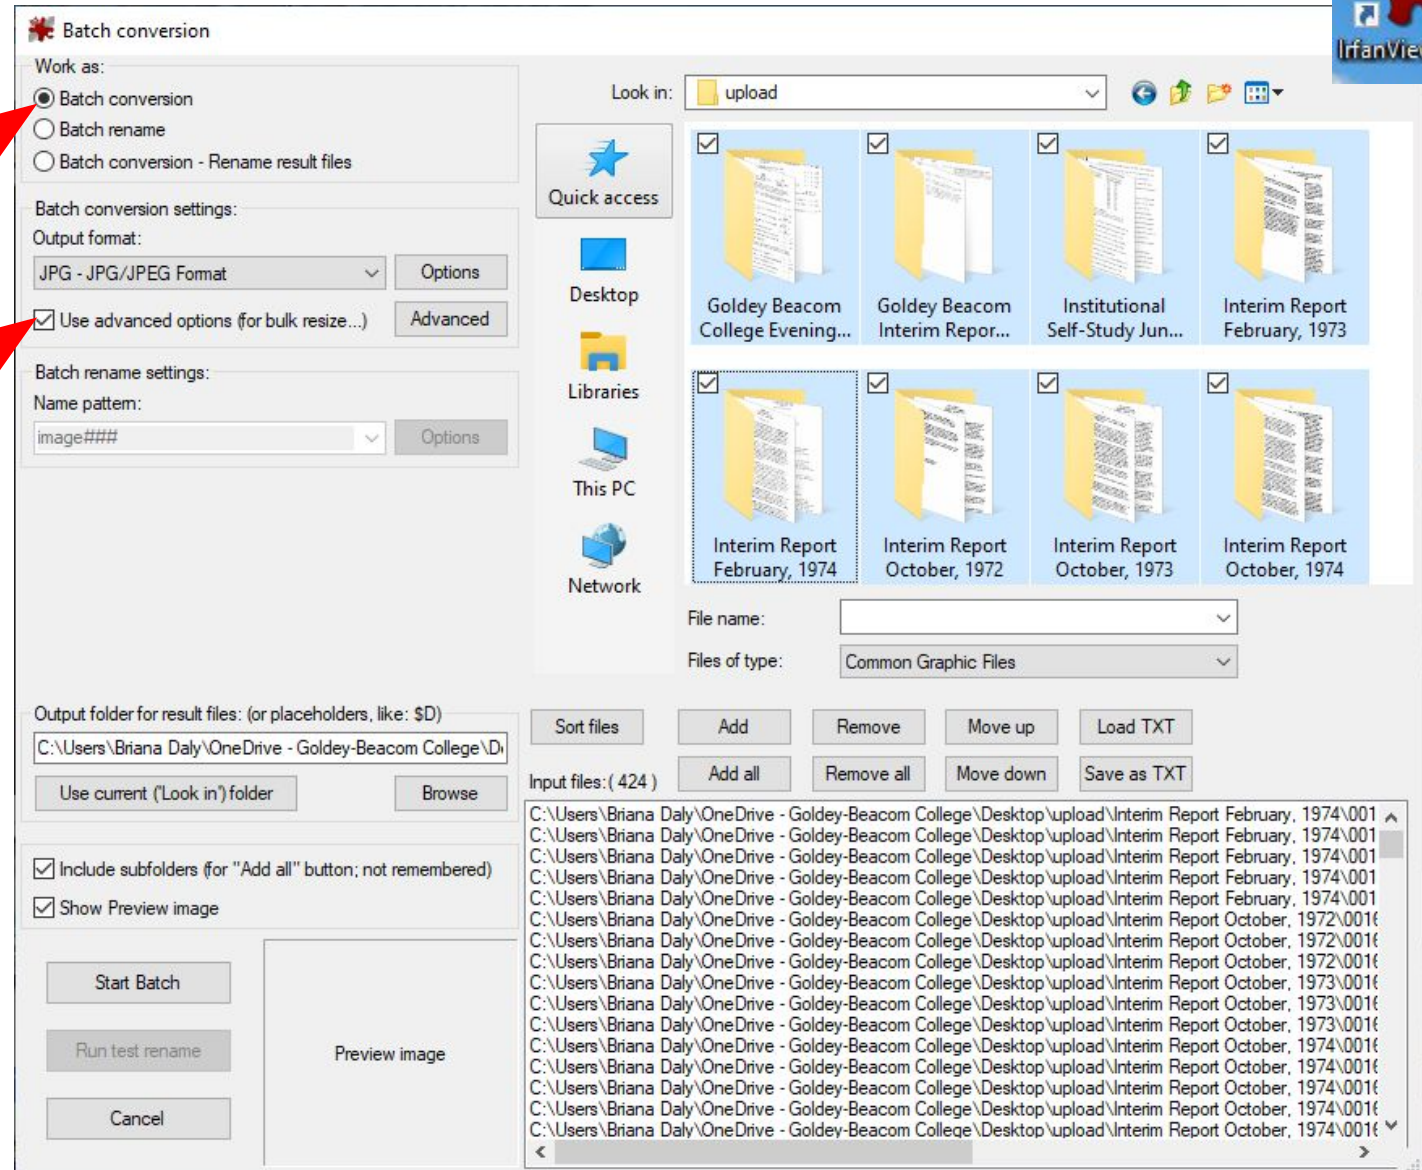 Batch conversion
IrfanView
Work as:
Batch conversion
Batch rename
Batch conversion - Rename result files
Batch conversion settings:
Output format:
JPG - JPG/JPEG Format
Options
Use advanced options (for bulk resize...)
Advanced
Batch rename settings:
Name pattern:
image###
Options
Look in:
upload
Quick access
Desktop
Libraries
This PC
Network
Goldey Beacom
College Evening...
Goldey Beacom
Interim Repor...
Institutional
Self-Study Jun...
Interim Report
February, 1973
Interim Report
February, 1974
Interim Report
October, 1972
Interim Report
October, 1973
Interim Report
October, 1974
File name:
Files of type:
Common Graphic Files
Output folder for result files: (or placeholders, like: $D)
C:\Users\Briana Daly\OneDrive - Goldey-Beacom College\D
Use current ('Look in') folder
Browse
Include subfolders (for "Add all" button; not remembered)
Show Preview image
Start Batch
Run test rename
Cancel
Preview image
Sort files
Add
Remove
Move up
Load TXT
Input files: ( 424 )
Add all
Remove all
Move down
Save as TXT
C:\Users\Briana Daly\OneDrive - Goldey-Beacom College\Desktop\upload\Interim Report February, 1974\001
C:\Users\Briana Daly\OneDrive - Goldey-Beacom College\Desktop\upload\Interim Report February, 1974\001
C:\Users\Briana Daly\OneDrive - Goldey-Beacom College\Desktop\upload\Interim Report February, 1974\001
C:\Users\Briana Daly\OneDrive - Goldey-Beacom College\Desktop\upload\Interim Report February, 1974\001
C:\Users\Briana Daly\OneDrive - Goldey-Beacom College\Desktop\upload\Interim Report February, 1974\001
C:\Users\Briana Daly\OneDrive - Goldey-Beacom College\Desktop\upload\Interim Report October, 1972\0016
C:\Users\Briana Daly\OneDrive - Goldey-Beacom College\Desktop\upload\Interim Report October, 1972\0016
C:\Users\Briana Daly\OneDrive - Goldey-Beacom College\Desktop\upload\Interim Report October, 1972\0016
C:\Users\Briana Daly\OneDrive - Goldey-Beacom College\Desktop\upload\Interim Report October, 1973\0016
C:\Users\Briana Daly\OneDrive - Goldey-Beacom College\Desktop\upload\Interim Report October, 1973\0016
C:\Users\Briana Daly\OneDrive - Goldey-Beacom College\Desktop\upload\Interim Report October, 1973\0016
C:\Users\Briana Daly\OneDrive - Goldey-Beacom College\Desktop\upload\Interim Report October, 1974\0016
C:\Users\Briana Daly\OneDrive - Goldey-Beacom College\Desktop\upload\Interim Report October, 1974\0016
C:\Users\Briana Daly\OneDrive - Goldey-Beacom College\Desktop\upload\Interim Report October, 1974\0016
C:\Users\Briana Daly\OneDrive - Goldey-Beacom College\Desktop\upload\Interim Report October, 1974\0016
C:\Users\Briana Daly\OneDrive - Goldey-Beacom College\Desktop\upload\Interim Report October, 1974\0016